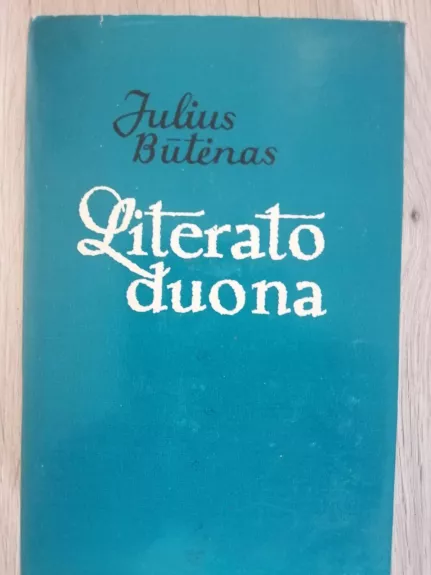 Julius
Būtėnas
Literato
duona